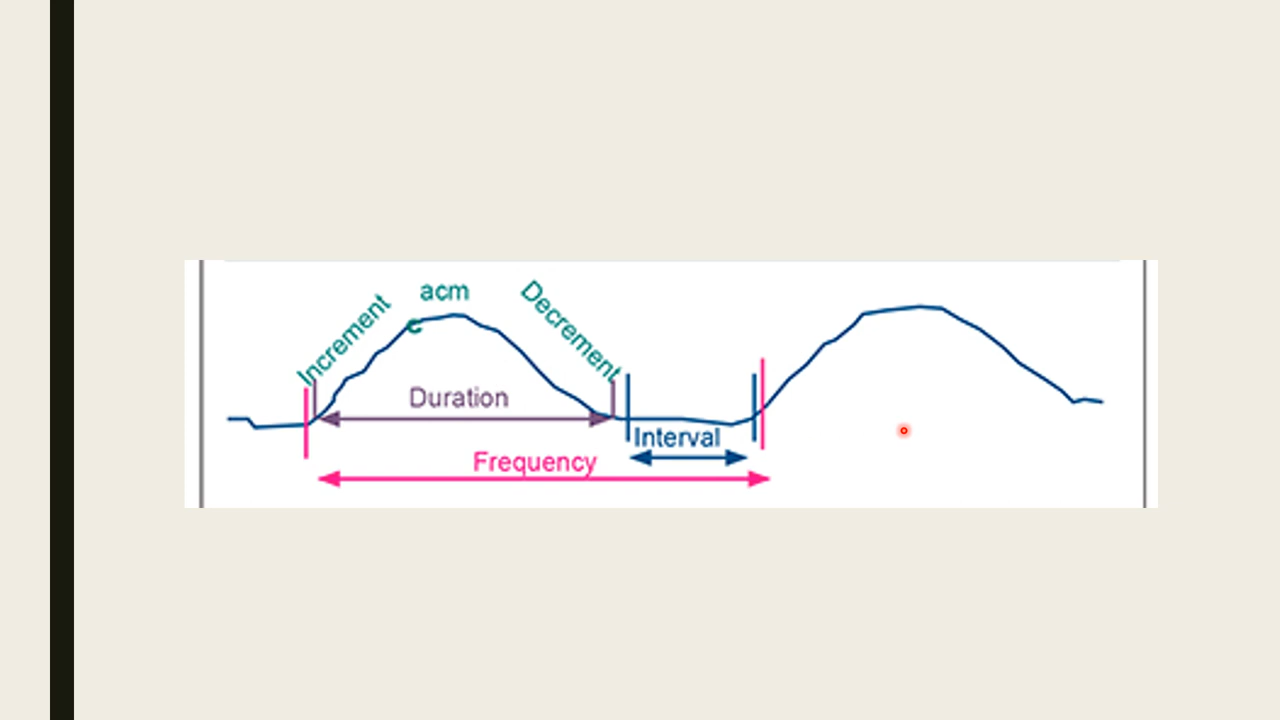 Increment
acm
e
Decrement
Duration
Interval
Frequency